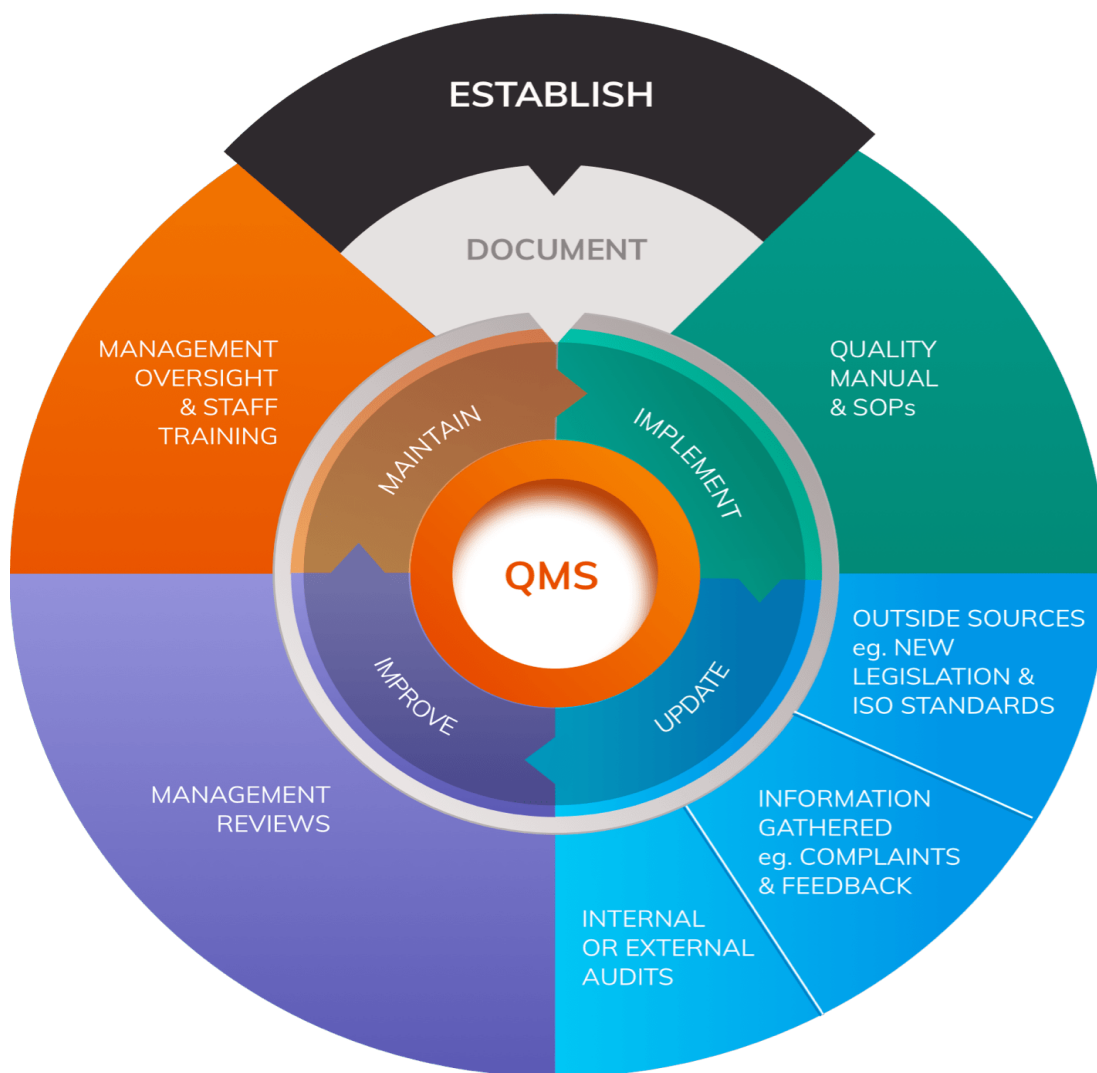 ESTABLISH
DOCUMENT
MANAGEMENT
OVERSIGHT
& STAFF
TRAINING
QUALITY
MANUAL
& SOPs
MAINTAIN
IMPLEMENT
QMS
IMPROVE
UPDATE
OUTSIDE SOURCES
eg. NEW
LEGISLATION &
ISO STANDARDS
MANAGEMENT
REVIEWS
INFORMATION
GATHERED
eg. COMPLAINTS
& FEEDBACK
INTERNAL
OR EXTERNAL
AUDITS